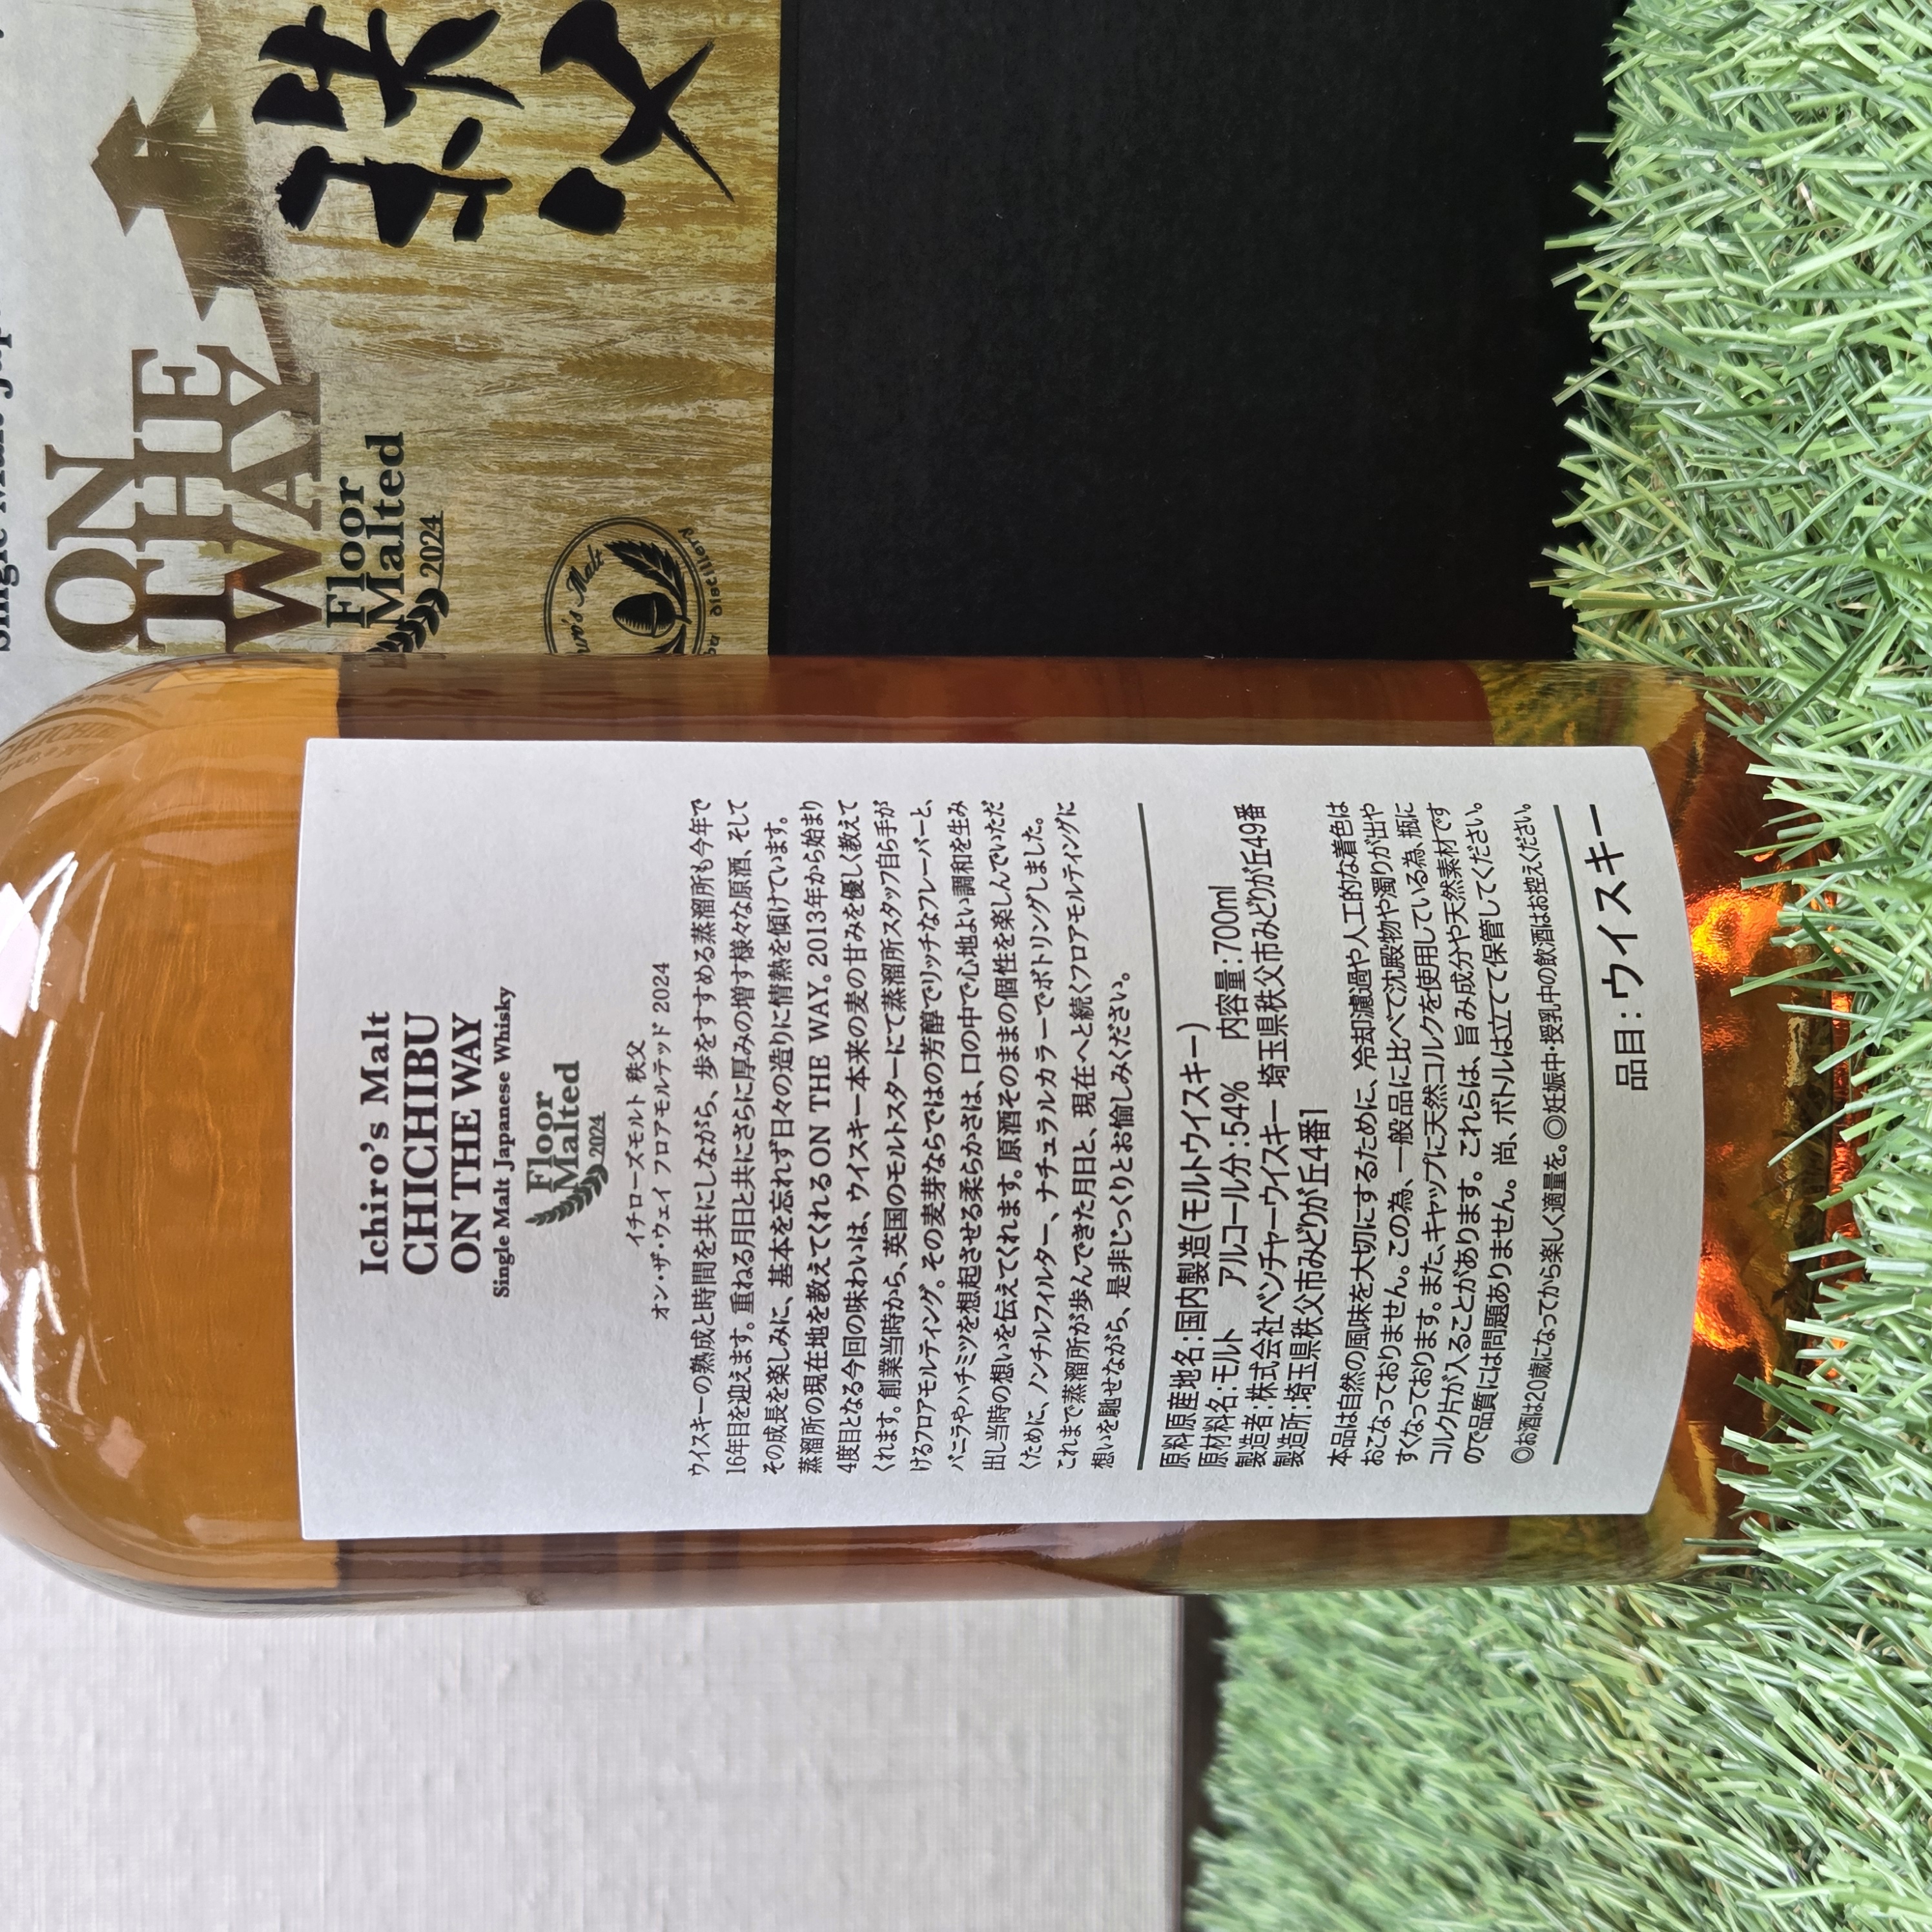 ON
THE
WAY
Floor
Malted
2024
秩
父
Ichiro's Malt
CHICHIBU
ON THE WAY
Single Malt Japanese Whisky
Floor
Malted
2024
イチローズモルト 秩父
オン・ザ・ウェイ フロアモルテッド 2024
ウイスキーの熟成と時間を共にしながら、歩をすすめる蒸溜所も今年で
16年目を迎えます。重ねる月日と共にさらに厚みの増す様々な原酒、そして
その成長を楽しみに、基本を忘れず日々の造りに情熱を傾けています。
蒸溜所の現在地を教えてくれるON THE WAY。2013年から始まり
4度目となる今回の味わいは、ウイスキー本来の麦の甘みを優しく教えて
くれます。創業当時から、英国のモルトスターにて蒸溜所スタッフ自ら手が
けるフロアモルティング。その麦芽ならではの芳醇でリッチなフレーバーと、
バニラやハチミツを想起させる柔らかさは、口の中で心地よい調和を生み
出し当時の想いを伝えてくれます。原酒そのままの個性を楽しんでいただ
くために、ノンチルフィルター、ナチュラルカラーでボトリングしました。
これまで蒸溜所が歩んできた月日と、現在へと続くフロアモルティングに
想いを馳せながら、是非じっくりとお愉しみください。
原料原産地名:国内製造(モルトウイスキー)
原材料名:モルト アルコール分:54% 内容量:700ml
製造者:株式会社ベンチャーウイスキー 埼玉県秩父市みどりが丘49番
製造所:埼玉県秩父市みどりが丘4番1
本品は自然の風味を大切にするために、冷却濾過や人工的な着色は
おこなっておりません。この為、一般品に比べて沈殿物や濁りが出や
すくなっております。また、キャップに天然コルクを使用している為、瓶に
コルク片が入ることがあります。これらは、旨み成分や天然素材です
ので品質には問題ありません。尚、ボトルは立てて保管してください。
◎お酒は20歳になってから楽しく適量を。◎妊娠中・授乳中の飲酒はお控えください。
品目:ウイスキー